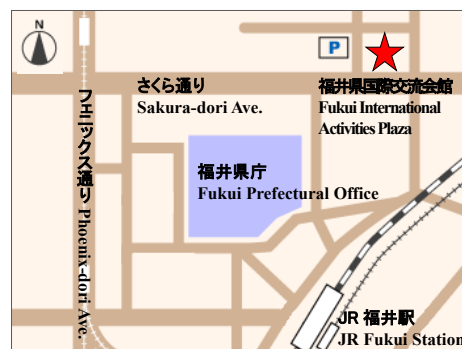 N
P
さくら通り
Sakura-dori Ave.
福井県国際交流会館
Fukui International
Activities Plaza
フェニックス通り Phoenix-dori Ave.
福井県庁
Fukui Prefectural Office
JR 福井駅
JR Fukui Station